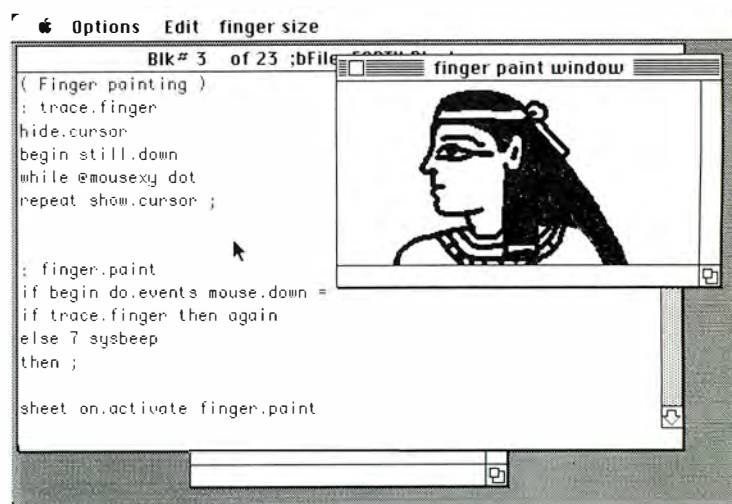 Options Edit finger size
Blk# 3 of 23 ;bFile
finger paint window
( Finger painting )
: trace.finger
hide.cursor
begin still.down
while @mousexy dot
repeat show.cursor ;
: finger.paint
if begin do.events mouse.down =
if trace.finger then again
else 7 sysbeep
then ;
sheet on.activate finger.paint